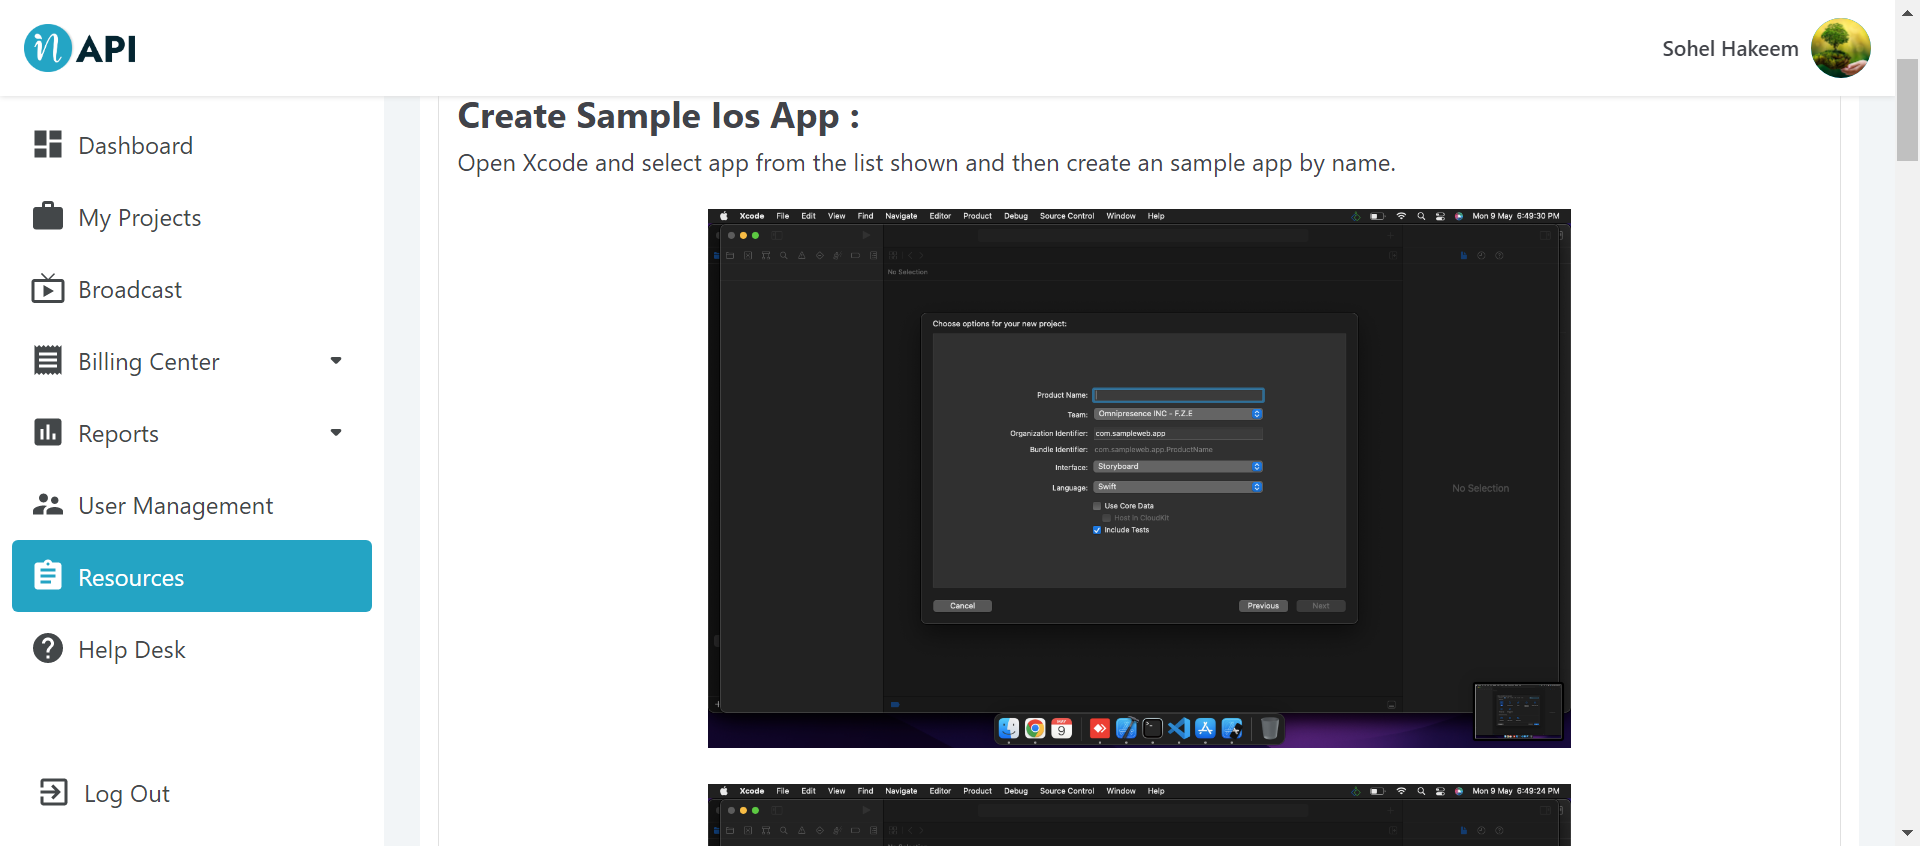 in API
Sohel Hakeem
Dashboard
My Projects
Broadcast
Billing Center
Reports
User Management
Resources
Help Desk
Log Out
Create Sample Ios App :
Open Xcode and select app from the list shown and then create an sample app by name.
Xcode File Edit View Find Navigate Editor Product Debug Source Control Window Help Mon 9 May 6:49:30 PM
No Selection
Choose options for your new project:
Product Name:
Team: Omnipresence INC - F.Z.E
Organization Identifier: com.sampleweb.app
Bundle Identifier: com.sampleweb.app.ProductName
Interface: Storyboard
Language: Swift
Use Core Data
Host in CloudKit
Include Tests
No Selection
Cancel Previous Next
9
Xcode File Edit View Find Navigate Editor Product Debug Source Control Window Help Mon 9 May 6:49:24 PM